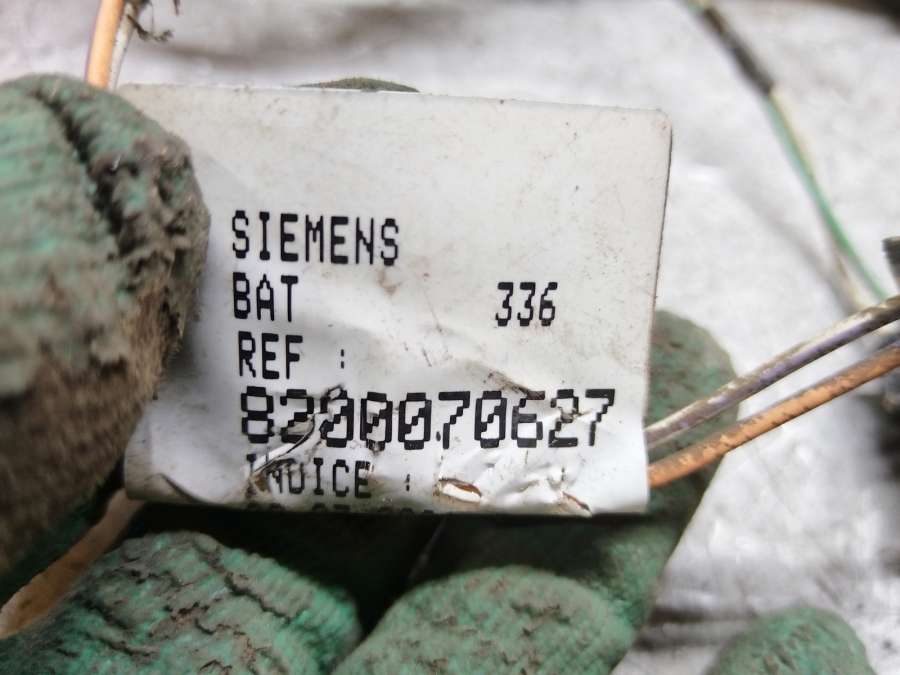 SIEMENS
BAT 336
REF :
8200070627
INDICE :